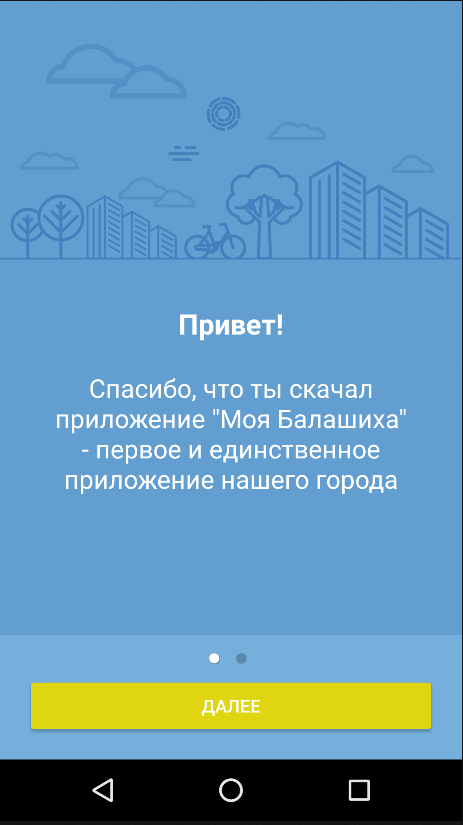 Привет!
Спасибо, что ты скачал
приложение "Моя Балашиха"
- первое и единственное
приложение нашего города
ДАЛЕЕ